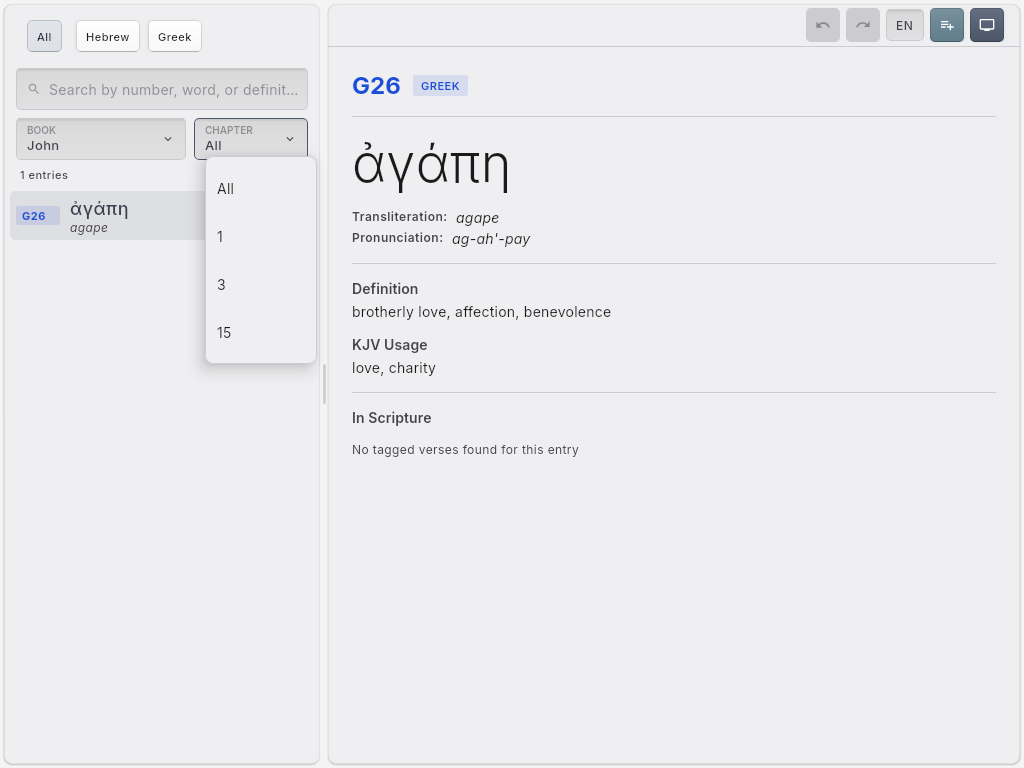 All
Hebrew
Greek
Search by number, word, or definit...
BOOK
John
CHAPTER
All
1 entries
G26
ἀγάπη
agape
All
1
3
15
EN
G26
GREEK
ἀγάπη
Transliteration: agape
Pronunciation: ag-ah'-pay
Definition
brotherly love, affection, benevolence
KJV Usage
love, charity
In Scripture
No tagged verses found for this entry